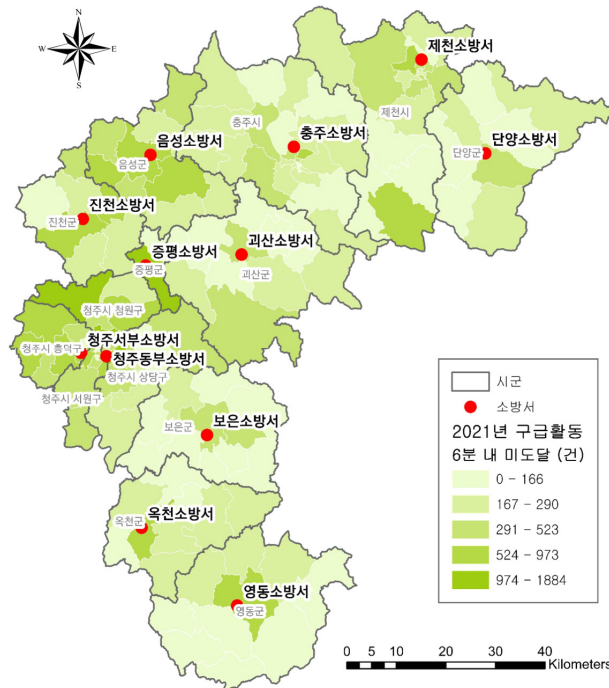 N
W
E
S
제천소방서
제천시
충주시
충주소방서
단양소방서
단양군
음성소방서
음성군
진천소방서
진천군
괴산소방서
괴산군
증평소방서
증평군
청주시 청원구
청주서부소방서
청주시 흥덕구
청주동부소방서
청주시 상당구
청주시 서원구
보은소방서
보은군
옥천소방서
옥천군
영동소방서
영동군
시군
소방서
2021년 구급활동
6분 내 미도달 (건)
0 - 166
167 - 290
291 - 523
524 - 973
974 - 1884
0 5 10 20 30 40
Kilometers